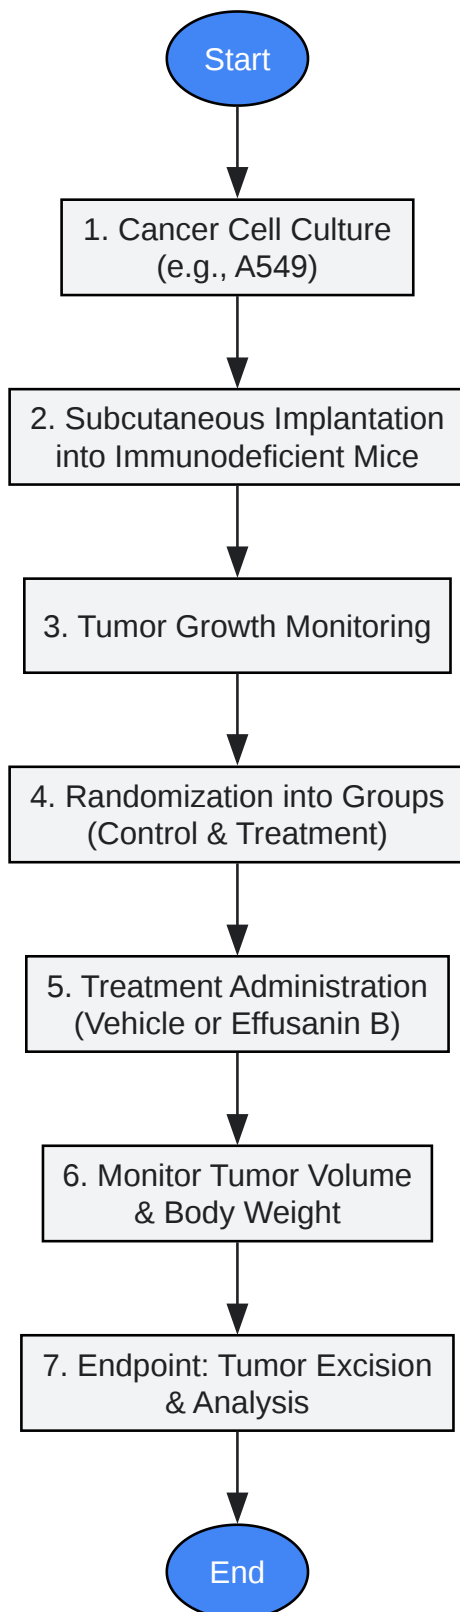 Start
1. Cancer Cell Culture
(e.g., A549)
2. Subcutaneous Implantation
into Immunodeficient Mice
3. Tumor Growth Monitoring
4. Randomization into Groups
(Control & Treatment)
5. Treatment Administration
(Vehicle or Effusanin B)
6. Monitor Tumor Volume
& Body Weight
7. Endpoint: Tumor Excision
& Analysis
End